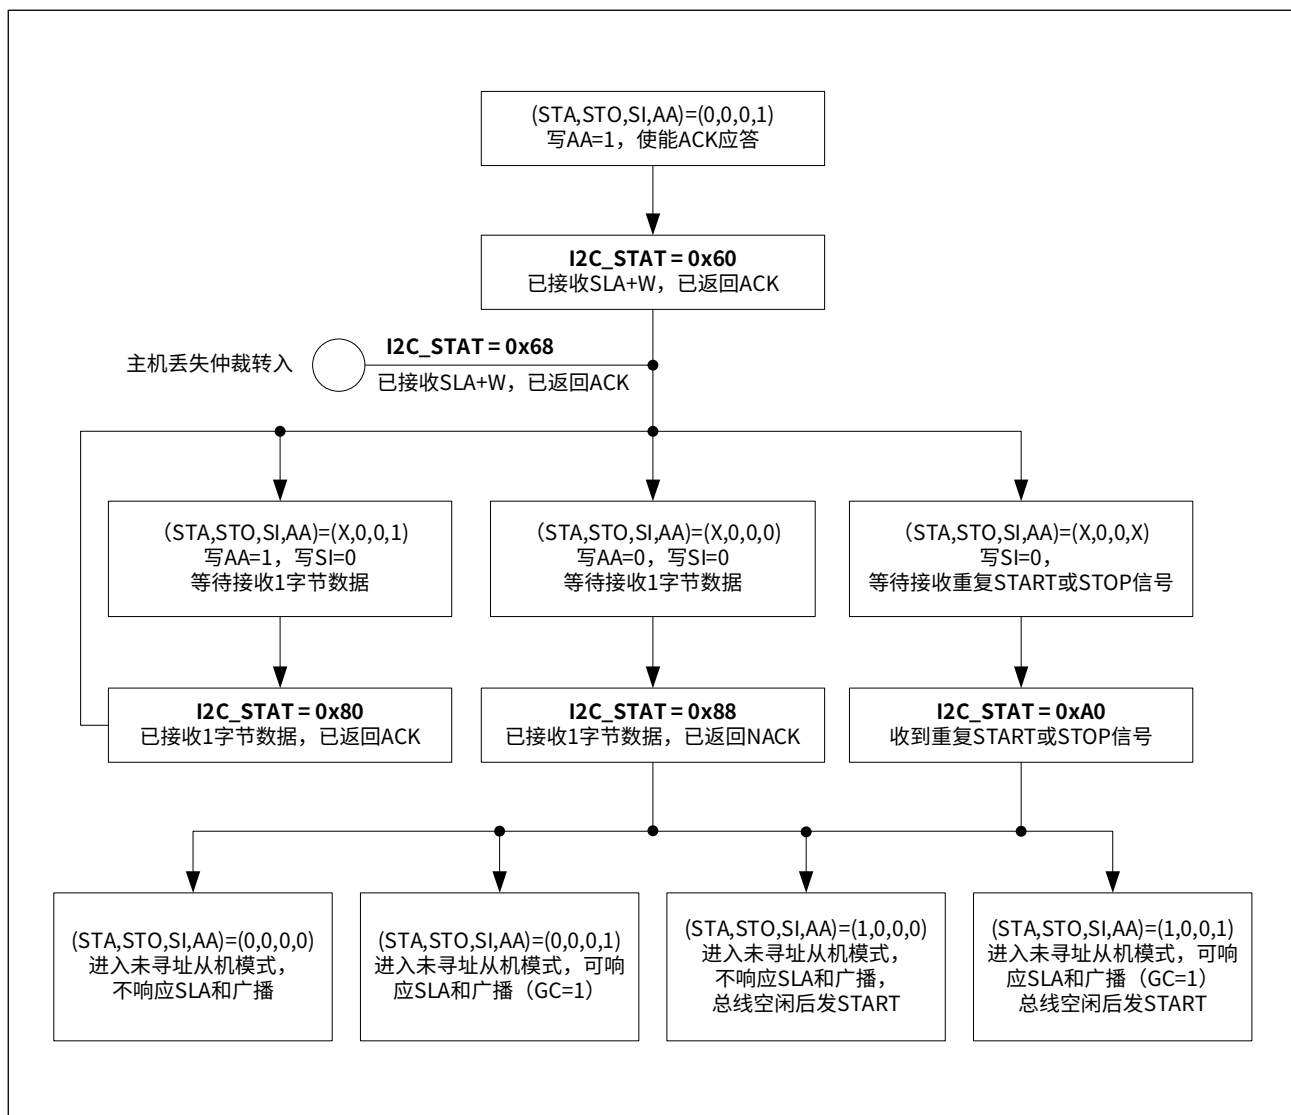 (STA,STO,SI,AA)=(0,0,0,1)
写AA=1，使能ACK应答
I2C_STAT = 0x60
已接收SLA+W，已返回ACK
主机丢失仲裁转入
I2C_STAT = 0x68
已接收SLA+W，已返回ACK
（STA,STO,SI,AA)=(X,0,0,1)
写AA=1，写SI=0
等待接收1字节数据
（STA,STO,SI,AA)=(X,0,0,0)
写AA=0，写SI=0
等待接收1字节数据
（STA,STO,SI,AA)=(X,0,0,X)
写SI=0，
等待接收重复START或STOP信号
I2C_STAT = 0x80
已接收1字节数据，已返回ACK
I2C_STAT = 0x88
已接收1字节数据，已返回NACK
I2C_STAT = 0xA0
收到重复START或STOP信号
(STA,STO,SI,AA)=(0,0,0,0)
进入未寻址从机模式，
不响应SLA和广播
(STA,STO,SI,AA)=(0,0,0,1)
进入未寻址从机模式，可响
应SLA和广播（GC=1）
(STA,STO,SI,AA)=(1,0,0,0)
进入未寻址从机模式，
不响应SLA和广播，
总线空闲后发START
(STA,STO,SI,AA)=(1,0,0,1)
进入未寻址从机模式，可响
应SLA和广播（GC=1）
总线空闲后发START